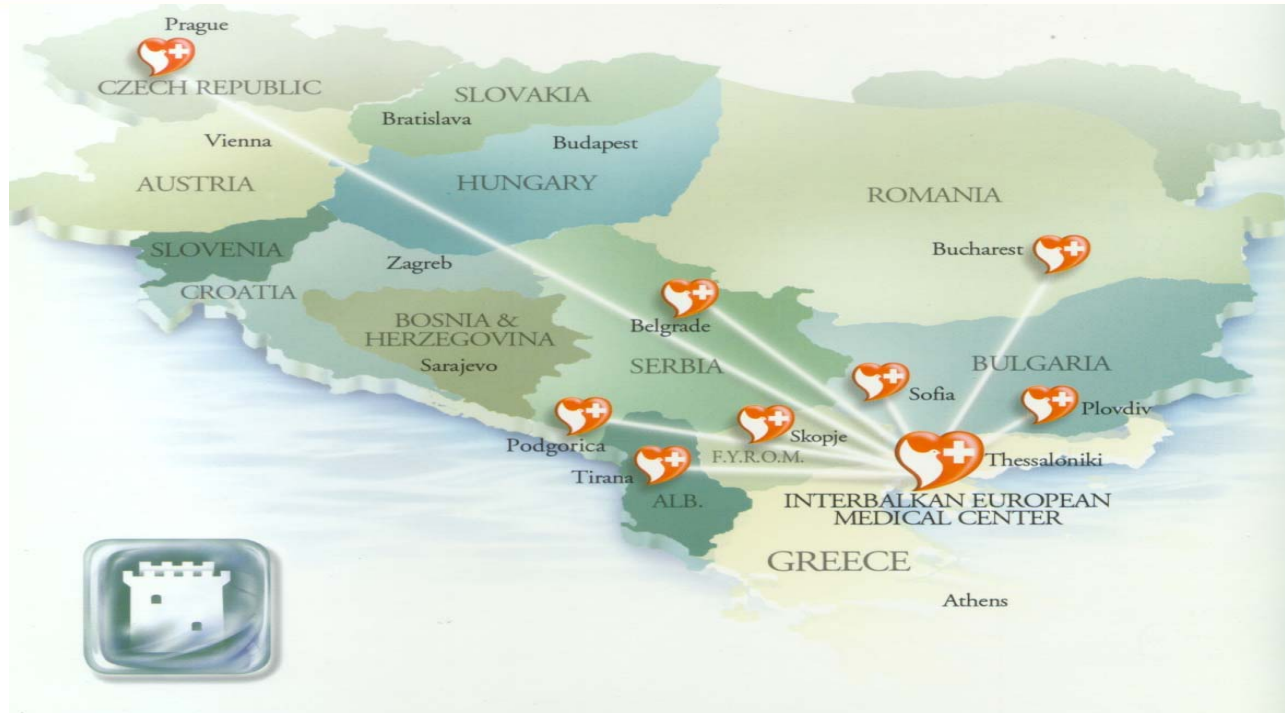 Prague
CZECH REPUBLIC
SLOVAKIA
Bratislava
Vienna
Budapest
AUSTRIA
HUNGARY
ROMANIA
SLOVENIA
Zagreb
Bucharest
CROATIA
BOSNIA &
HERZEGOVINA
Sarajevo
Belgrade
SERBIA
BULGARIA
Sofia
Plovdiv
Podgorica
Skopje
F.Y.R.O.M.
Tirana
Thessaloniki
ALB.
INTERBALKAN EUROPEAN
MEDICAL CENTER
GREECE
Athens